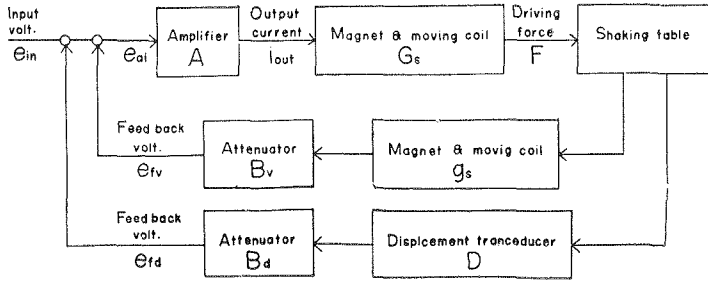 Input
volt.
ein
eai
Amplifier
A
Output
current
iout
Magnet & moving coil
Gs
Driving
force
F
Shaking table
Feed back
volt.
efv
Attenuator
Bv
Magnet & movig coil
gs
Feed back
volt.
efd
Attenuator
Bd
Displcement tranceducer
D